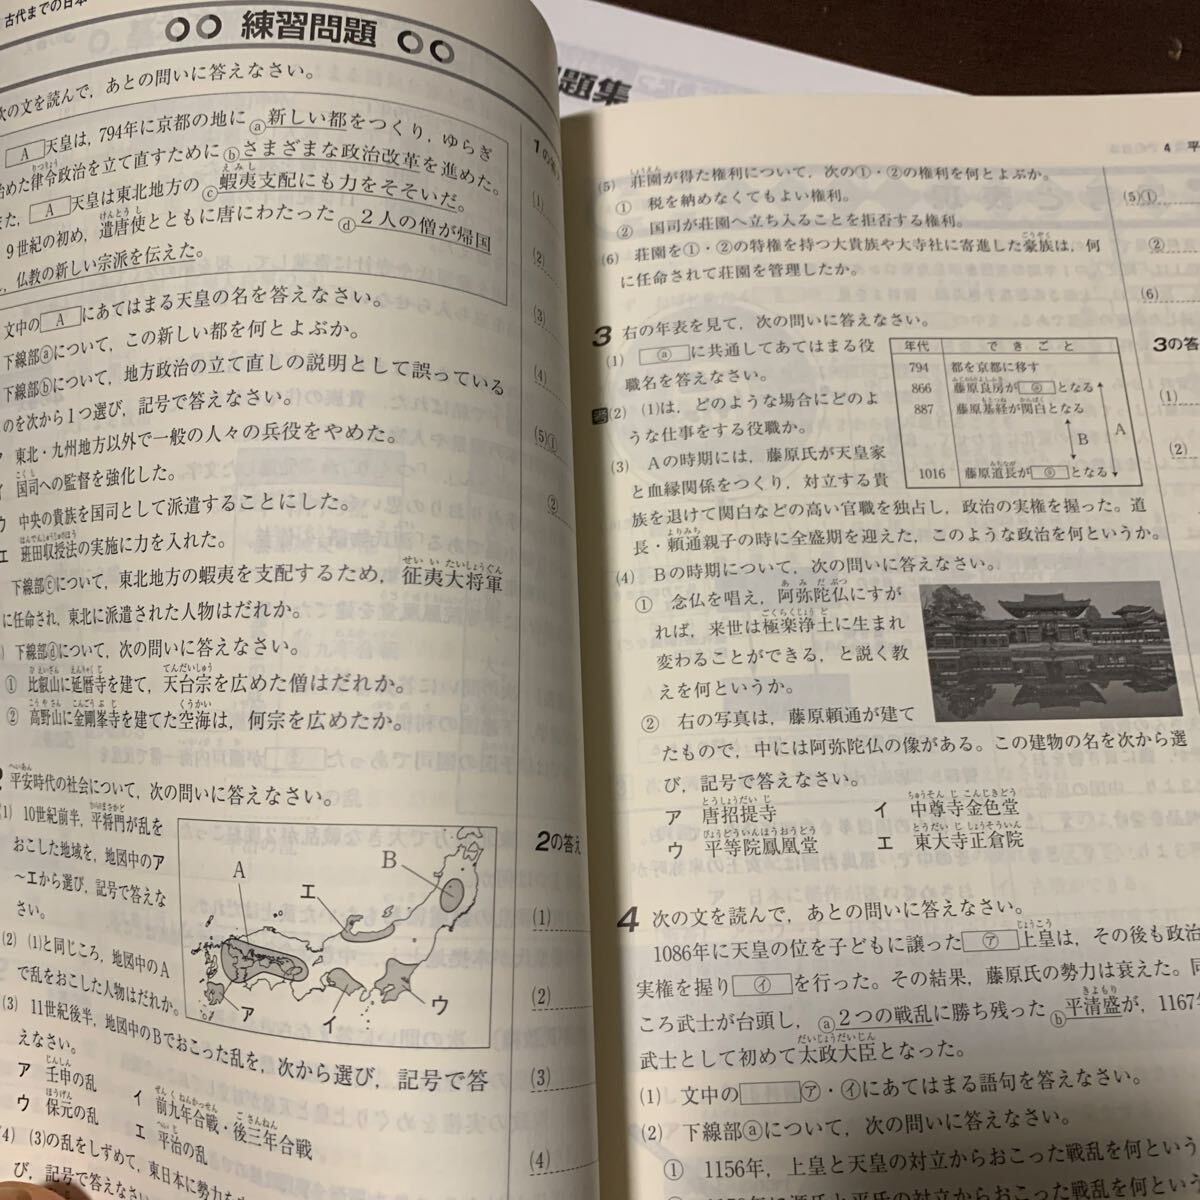 古代までの日本
練習問題
次の文を読んで，あとの問いに答えなさい。
A 天皇は，794年に京都の地にⓐ新しい都をつくり，ゆらぎ
始めた律令政治を立て直すためにⓑさまざまな政治改革を進めた。
また， A 天皇は東北地方のⓒ蝦夷支配にも力をそそいだ。
9世紀の初め，遣唐使とともに唐にわたったⓓ2人の僧が帰国
仏教の新しい宗派を伝えた。
文中の A にあてはまる天皇の名を答えなさい。
下線部ⓐについて，この新しい都を何とよぶか。
下線部ⓑについて，地方政治の立て直しの説明として誤っている
のを次から1つ選び，記号で答えなさい。
ア 東北・九州地方以外で一般の人々の兵役をやめた。
イ 国司への監督を強化した。
ウ 中央の貴族を国司として派遣することにした。
エ 班田収授法の実施に力を入れた。
下線部ⓒについて，東北地方の蝦夷を支配するため，征夷大将軍
に任命され，東北に派遣された人物はだれか。
下線部ⓓについて，次の問いに答えなさい。
① 比叡山に延暦寺を建て，天台宗を広めた僧はだれか。
② 高野山に金剛峯寺を建てた空海は，何宗を広めたか。
1の答え
(1)
(2)
(3)
(4)
(5)①
②
平安時代の社会について，次の問いに答えなさい。
(1) 10世紀前半，平将門が乱を
おこした地域を，地図中のア
～エから選び，記号で答えな
さい。
(2) (1)と同じころ，地図中のA
で乱をおこした人物はだれか。
(3) 11世紀後半，地図中のBでおこった乱を，次から選び，記号で答
えなさい。
ア 壬申の乱
イ 前九年合戦・後三年合戦
ウ 保元の乱
エ 平治の乱
(4) (3)の乱をしずめて，東日本に勢力を
び，記号で答えなさい
A
B
エ
ア
イ
ウ
2の答え
(1)
(2)
(3)
(4)
題集
4 平
(5) 荘園が得た権利について，次の①・②の権利を何とよぶか。
① 税を納めなくてもよい権利。
② 国司が荘園へ立ち入ることを拒否する権利。
(6) 荘園を①・②の特権を持つ大貴族や大寺社に寄進した豪族は，何
に任命されて荘園を管理したか。
(5)①
②
(6)
3 右の年表を見て，次の問いに答えなさい。
(1) ⓐ に共通してあてはまる役
職名を答えなさい。
(2) (1)は，どのような場合にどのよ
うな仕事をする役職か。
(3) Aの時期には，藤原氏が天皇家
と血縁関係をつくり，対立する貴
族を退けて関白などの高い官職を独占し，政治の実権を握った。道
長・頼通親子の時に全盛期を迎えた，このような政治を何というか。
(4) Bの時期について，次の問いに答えなさい。
① 念仏を唱え，阿弥陀仏にすが
れば，来世は極楽浄土に生まれ
変わることができる，と説く教
えを何というか。
② 右の写真は，藤原頼通が建て
たもので，中には阿弥陀仏の像がある。この建物の名を次から選
び，記号で答えなさい。
ア 唐招提寺
イ 中尊寺金色堂
ウ 平等院鳳凰堂
エ 東大寺正倉院
年代 できごと
794 都を京都に移す
866 藤原良房が ⓐ となる
887 藤原基経が関白となる
1016 藤原道長が ⓐ となる
B
A
3の答
(1)
(2)
4 次の文を読んで，あとの問いに答えなさい。
1086年に天皇の位を子どもに譲った ㋐ 上皇は，その後も政治
実権を握り ㋑ を行った。その結果，藤原氏の勢力は衰えた。同
ころ武士が台頭し，ⓐ2つの戦乱に勝ち残ったⓑ平清盛が，1167
武士として初めて太政大臣となった。
(1) 文中の ㋐・㋑にあてはまる語句を答えなさい。
(2) 下線部ⓐについて，次の問いに答えなさい。
① 1156年，上皇と天皇の対立からおこった戦乱を何という
年に源氏と平氏の対立からおこった戦乱を何という